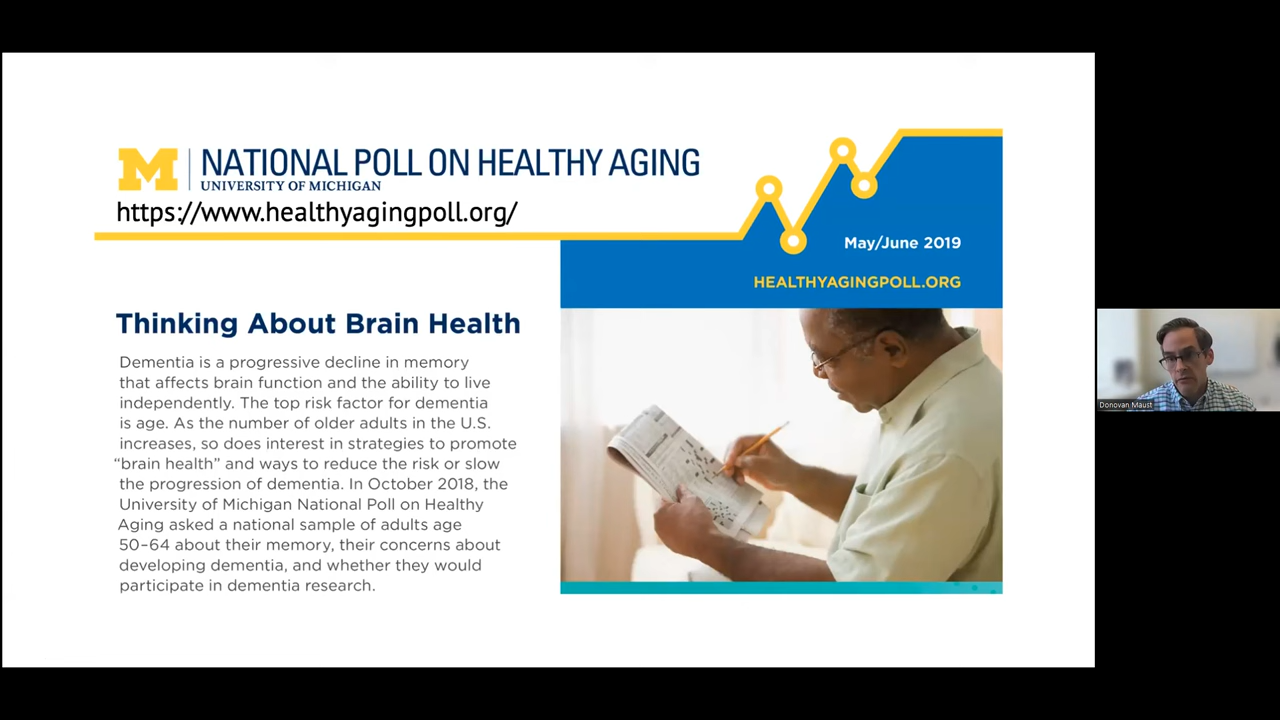 M
NATIONAL POLL ON HEALTHY AGING
UNIVERSITY OF MICHIGAN
https://www.healthyagingpoll.org/
May/June 2019
HEALTHYAGINGPOLL.ORG
Thinking About Brain Health
Dementia is a progressive decline in memory
that affects brain function and the ability to live
independently. The top risk factor for dementia
is age. As the number of older adults in the U.S.
increases, so does interest in strategies to promote
“brain health” and ways to reduce the risk or slow
the progression of dementia. In October 2018, the
University of Michigan National Poll on Healthy
Aging asked a national sample of adults age
50–64 about their memory, their concerns about
developing dementia, and whether they would
participate in dementia research.
Donovan Maust